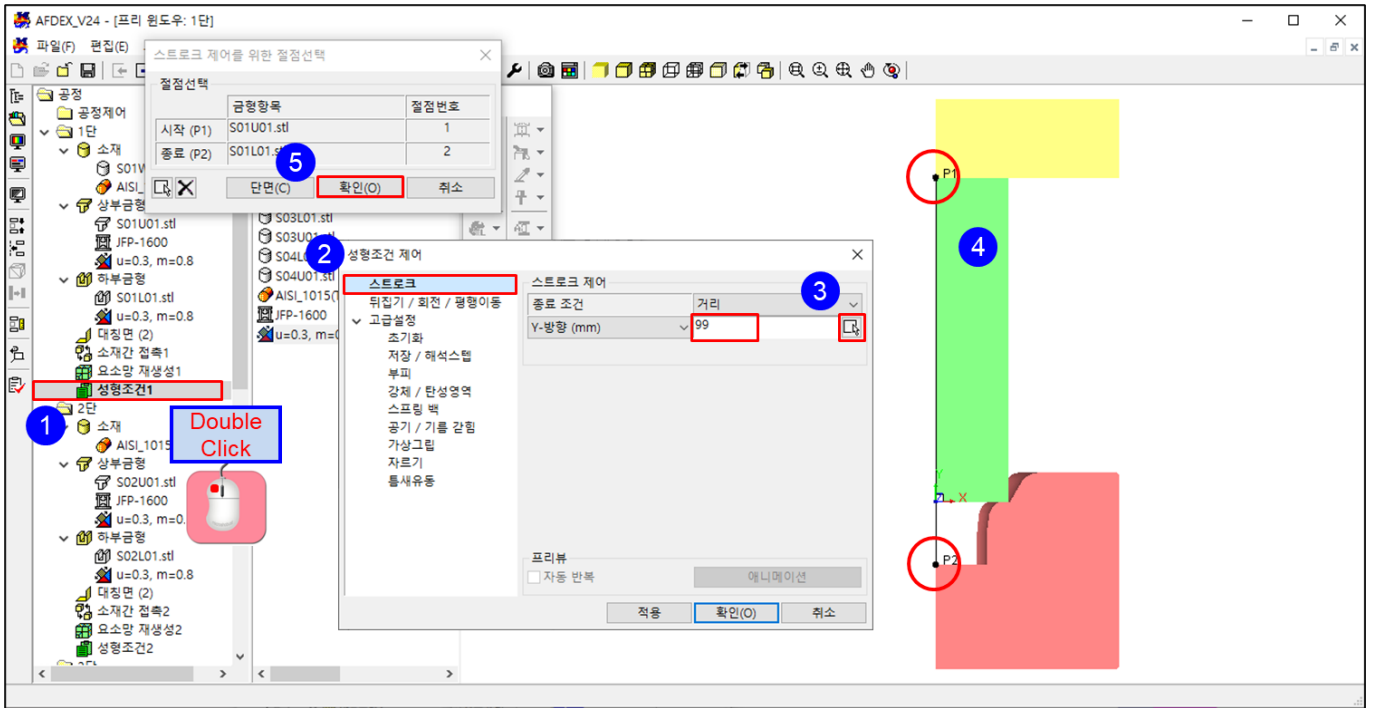 AFDEX_V24 - [프리 윈도우: 1단]
파일(F) 편집(E)
스트로크 제어를 위한 절점선택
절점선택
금형항목 절점번호
시작 (P1) S01U01.stl 1
종료 (P2) S01L01.s 2
5
단면(C) 확인(O) 취소
공정
공정제어
1단
소재
S01W
AISI_
상부금형
S01U01.stl
JFP-1600
u=0.3, m=0.8
하부금형
S01L01.stl
u=0.3, m=0.8
대칭면 (2)
소재간 접촉1
요소망 재생성1
성형조건1
2단
소재
AISI_1015
상부금형
S02U01.stl
JFP-1600
u=0.3, m=0.
하부금형
S02L01.stl
u=0.3, m=0.8
대칭면 (2)
소재간 접촉2
요소망 재생성2
성형조건2
1
Double
Click
S03L01.stl
S03U01.stl
S04L
S04U01.stl
AISI_1015(T
JFP-1600
u=0.3, m=0
2
성형조건 제어
스트로크
뒤집기 / 회전 / 평행이동
고급설정
초기화
저장 / 해석스텝
부피
강체 / 탄성영역
스프링 백
공기 / 기름 갇힘
가상그립
자르기
틈새유동
스트로크 제어
3
종료 조건 거리
Y-방향 (mm) 99
프리뷰
자동 반복 애니메이션
적용 확인(O) 취소
P1
4
Y
Z X
P2